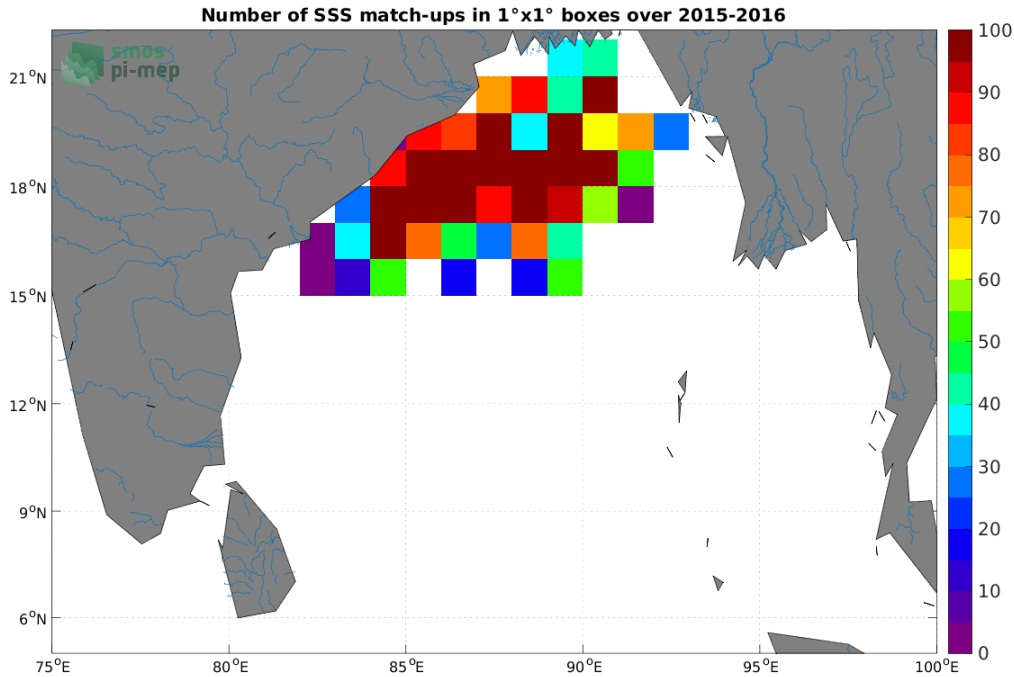 Number of SSS match-ups in 1°x1° boxes over 2015-2016
smos
pi-mep
21°N
18°N
15°N
12°N
9°N
6°N
75°E
80°E
85°E
90°E
95°E
100°E
100
90
80
70
60
50
40
30
20
10
0